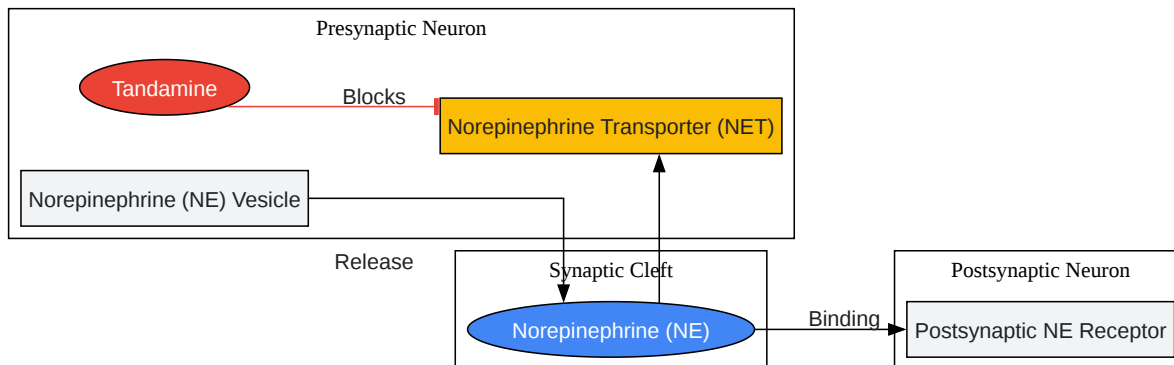 Presynaptic Neuron
Tandamine
Blocks
Norepinephrine Transporter (NET)
Norepinephrine (NE) Vesicle
Release
Synaptic Cleft
Postsynaptic Neuron
Norepinephrine (NE)
Binding
Postsynaptic NE Receptor